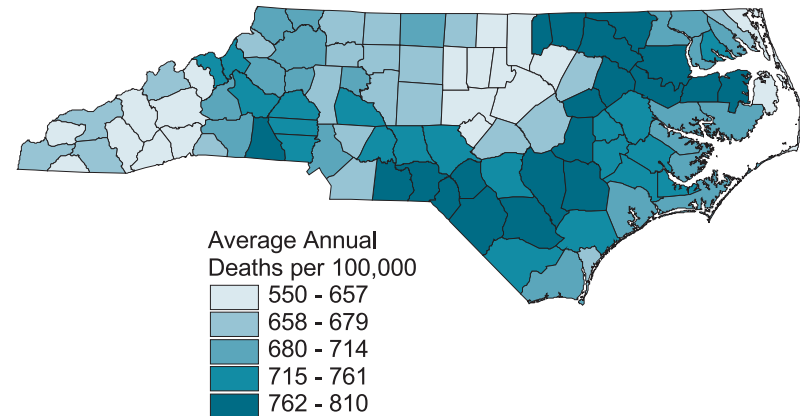 Average Annual
Deaths per 100,000
550 - 657
658 - 679
680 - 714
715 - 761
762 - 810